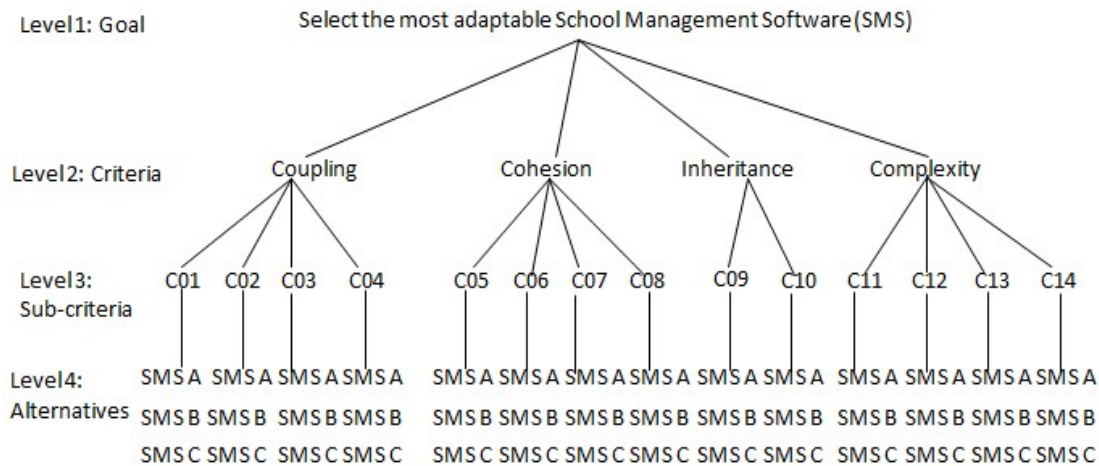 Level1: Goal
Select the most adaptable School Management Software(SMS)
Level2: Criteria
Coupling
Cohesion
Inheritance
Complexity
Level3:
Sub-criteria
C01 C02 C03 C04 C05 C06 C07 C08 C09 C10 C11 C12 C13 C14
Level4:
Alternatives
SMS A SMS A SMS A SMS A SMS A SMS A SMS A SMS A SMS A SMS A SMS A SMS A SMS A SMS A
SMS B SMS B SMS B SMS B SMS B SMS B SMS B SMS B SMS B SMS B SMS B SMS B SMS B SMS B
SMS C SMS C SMS C SMS C SMS C SMS C SMS C SMS C SMS C SMS C SMS C SMS C SMS C SMS C